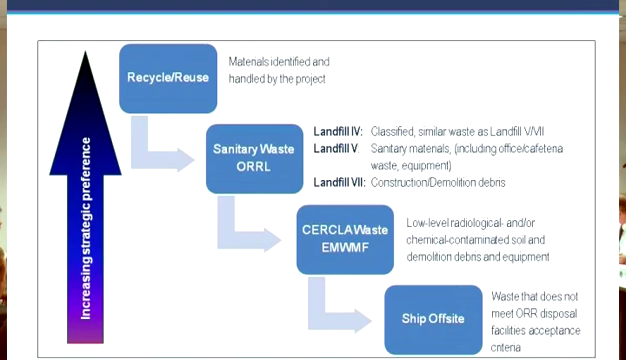 Increasing strategic preference
Recycle/Reuse
Materials identified and
handled by the project
Sanitary Waste
ORRL
Landfill IV: Classified, similar waste as Landfill V/VII
Landfill V. Sanitary materials, (including office/cafeteria
waste, equipment)
Landfill VII: Construction/Demolition debris
CERCLA Waste
EMWMF
Low-level radiological- and/or
chemical-contaminated soil and
demolition debris and equipment
Ship Offsite
Waste that does not
meet ORR disposal
facilities acceptance
criteria